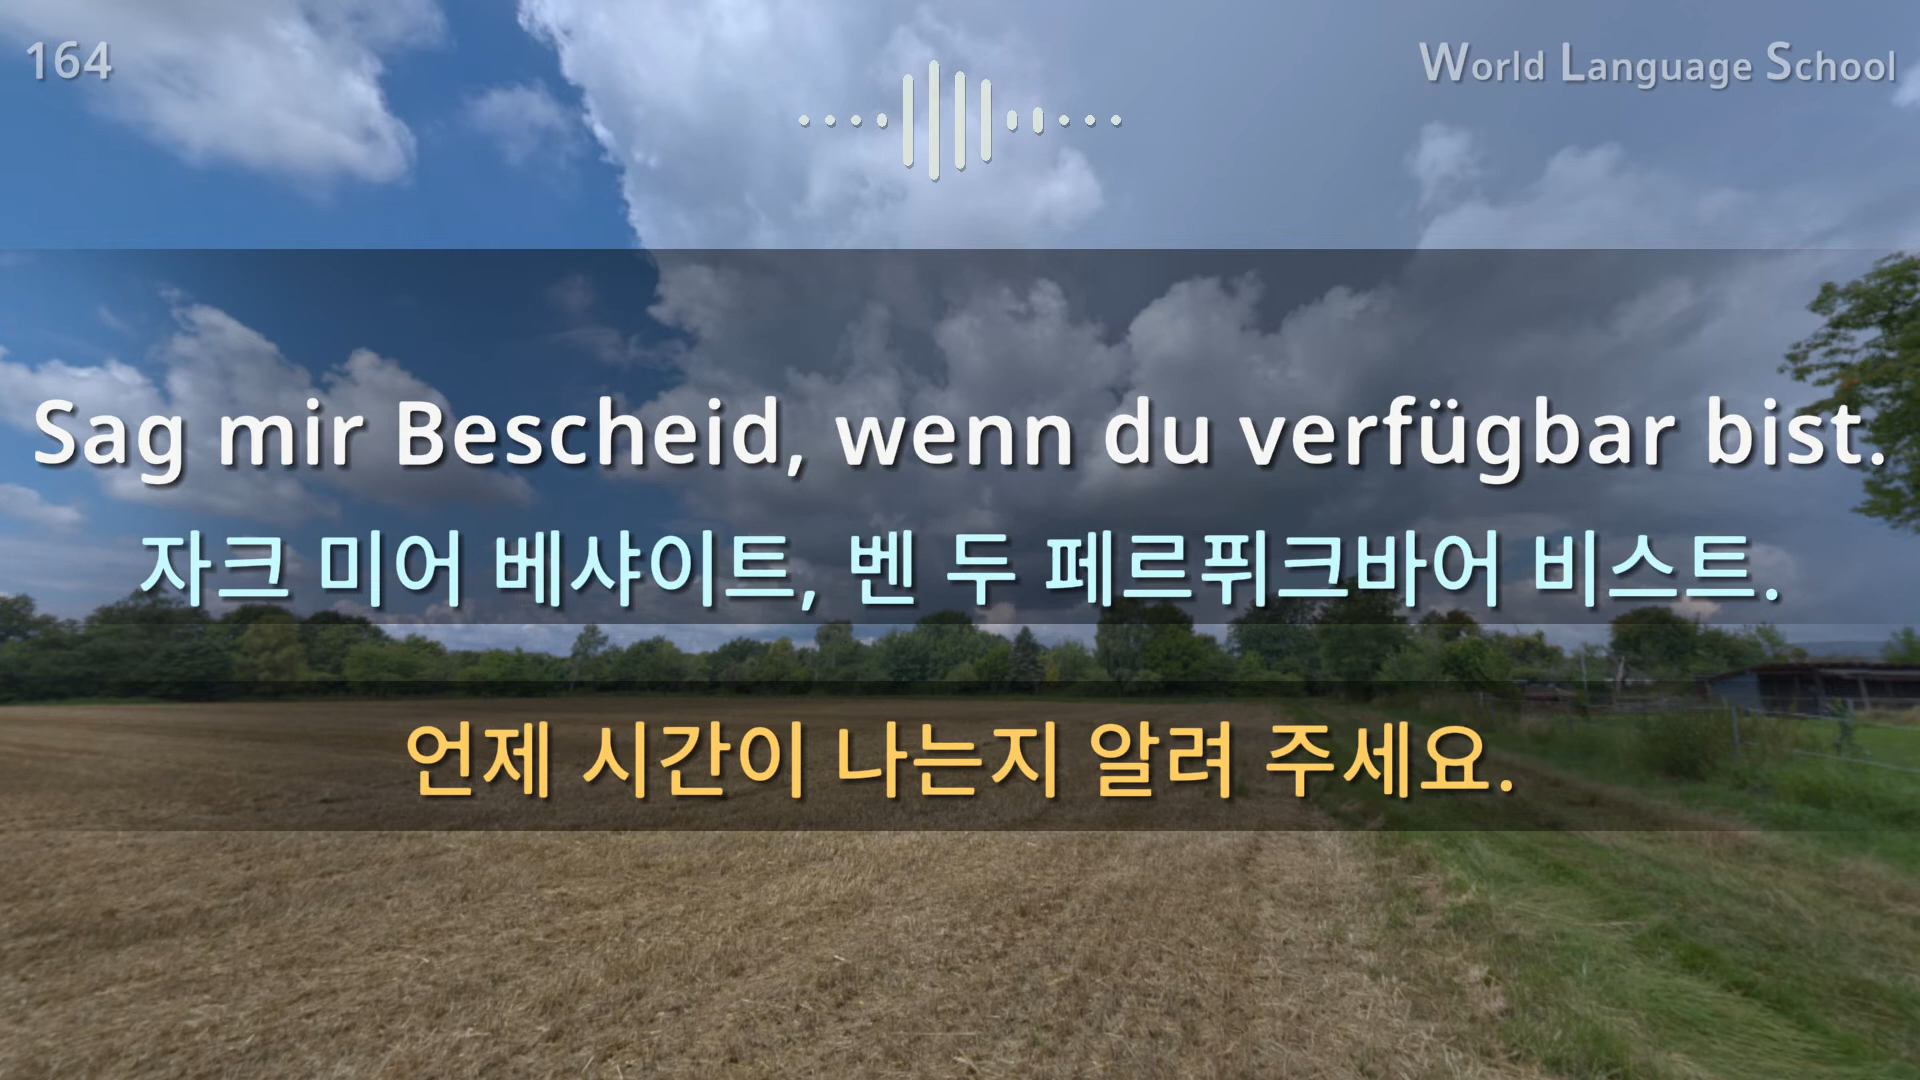 164
World Language School
Sag mir Bescheid, wenn du verfügbar bist.
자크 미어 베샤이트, 벤 두 페르퓌크바어 비스트.
언제 시간이 나는지 알려 주세요.